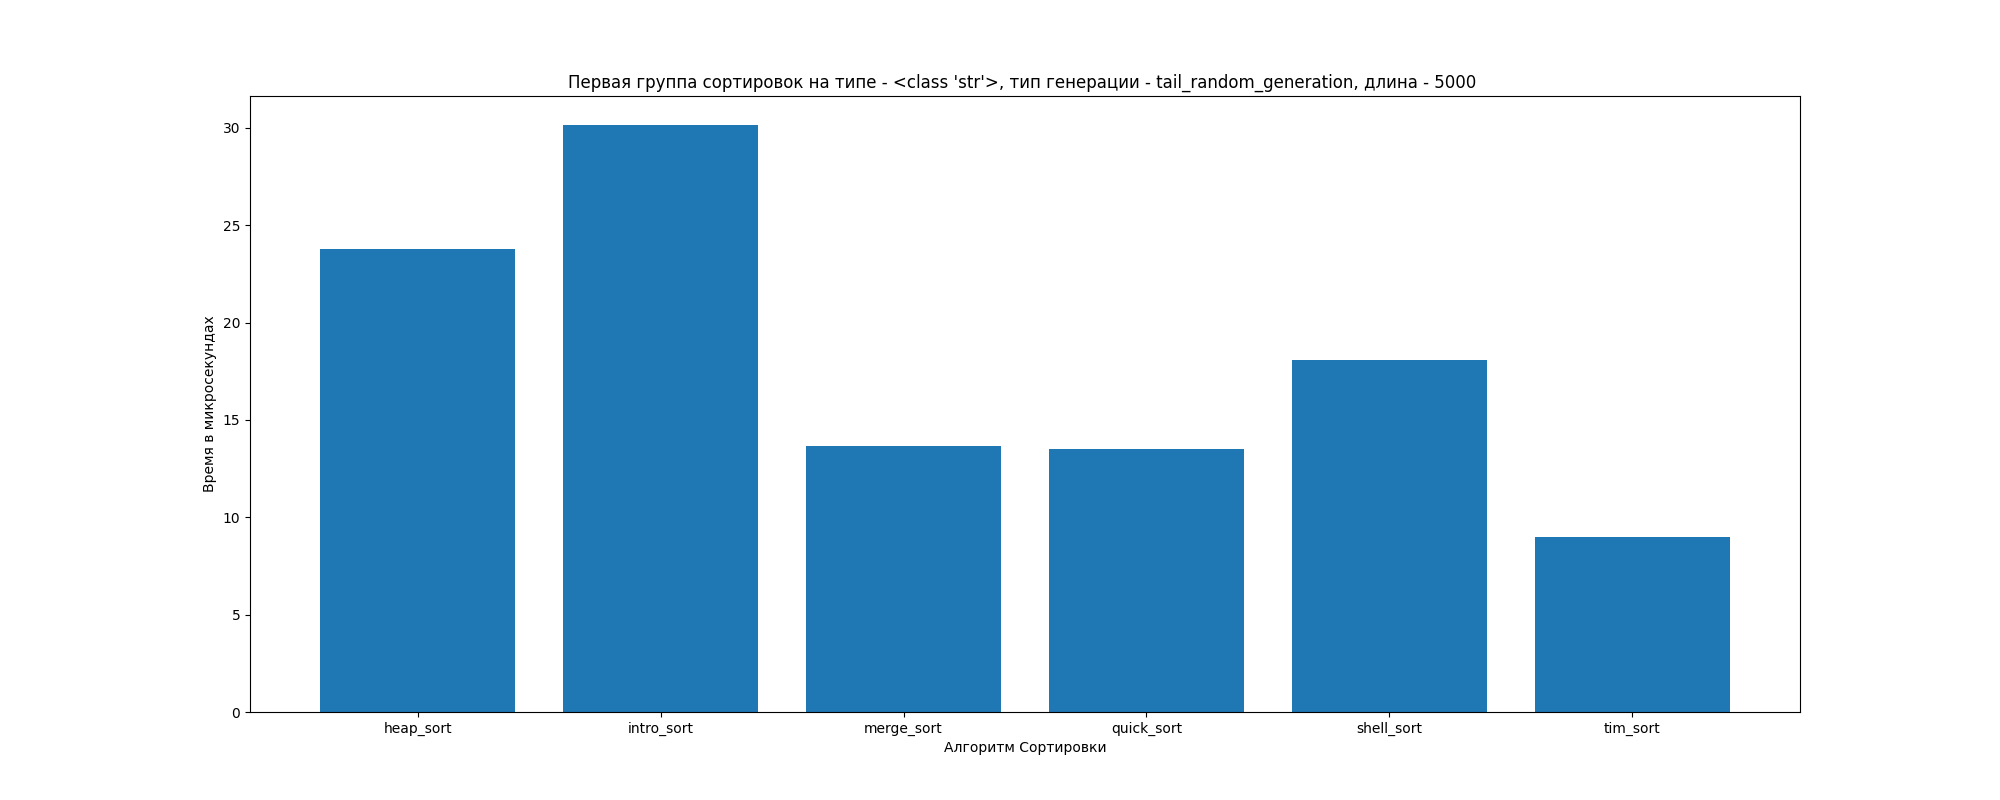 Первая группа сортировок на типе - <class 'str'>, тип генерации - tail_random_generation, длина - 5000
Время в микросекундах
30
25
20
15
10
5
0
heap_sort
intro_sort
merge_sort
quick_sort
shell_sort
tim_sort
Алгоритм Сортировки